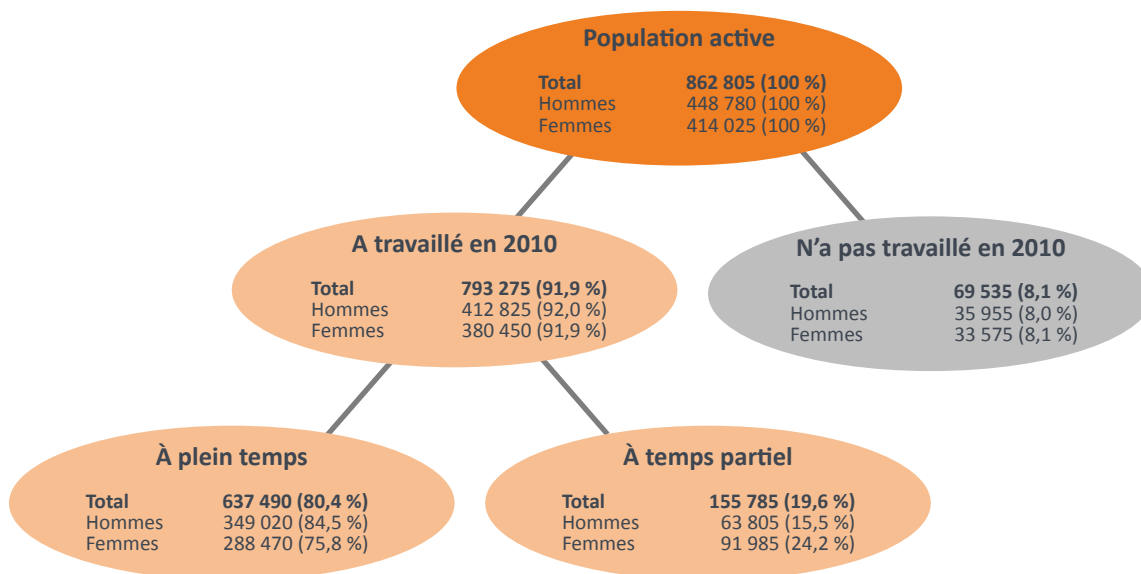 Population active
Total 862 805 (100 %)
Hommes 448 780 (100 %)
Femmes 414 025 (100 %)
A travaillé en 2010
Total 793 275 (91,9 %)
Hommes 412 825 (92,0 %)
Femmes 380 450 (91,9 %)
N'a pas travaillé en 2010
Total 69 535 (8,1 %)
Hommes 35 955 (8,0 %)
Femmes 33 575 (8,1 %)
À plein temps
Total 637 490 (80,4 %)
Hommes 349 020 (84,5 %)
Femmes 288 470 (75,8 %)
À temps partiel
Total 155 785 (19,6 %)
Hommes 63 805 (15,5 %)
Femmes 91 985 (24,2 %)